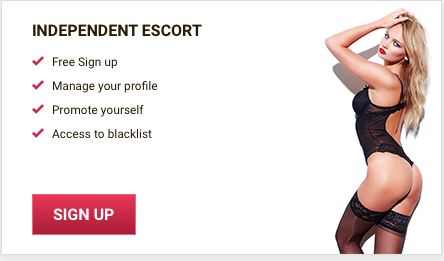 INDEPENDENT ESCORT
Free Sign up
Manage your profile
Promote yourself
Access to blacklist
SIGN UP